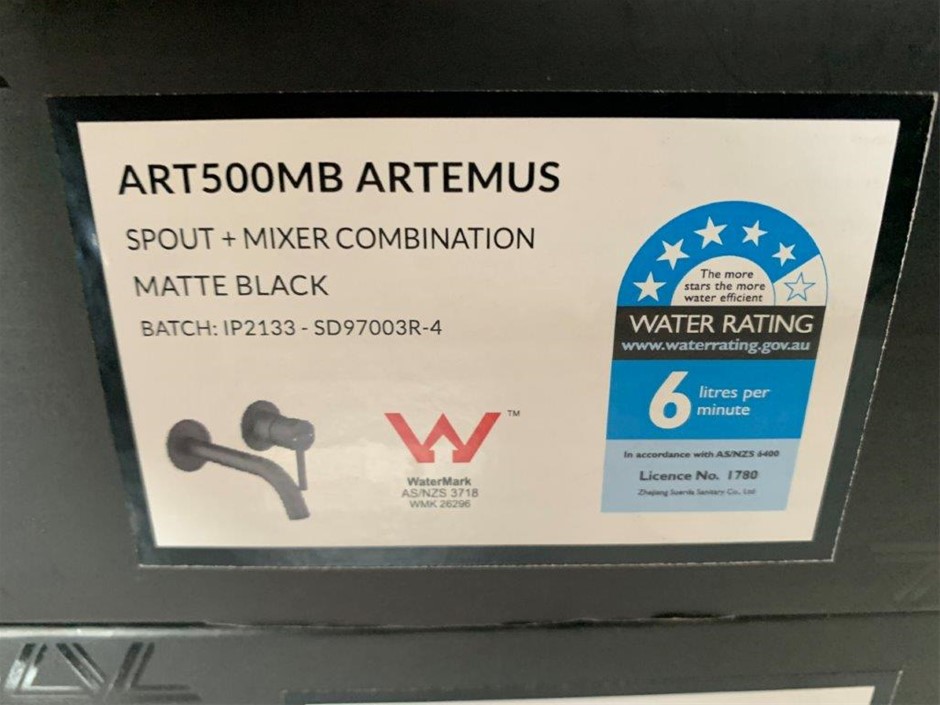 ART500MB ARTEMUS
SPOUT + MIXER COMBINATION
MATTE BLACK
BATCH: IP2133 - SD97003R-4
TM
WaterMark
AS/NZS 3718
WMK 26296
The more
stars the more
water efficient
WATER RATING
www.waterrating.gov.au
6 litres per
minute
In accordance with AS/NZS 6400
Licence No. 1780
Zhejiang Suerda Sanitary Co., Ltd